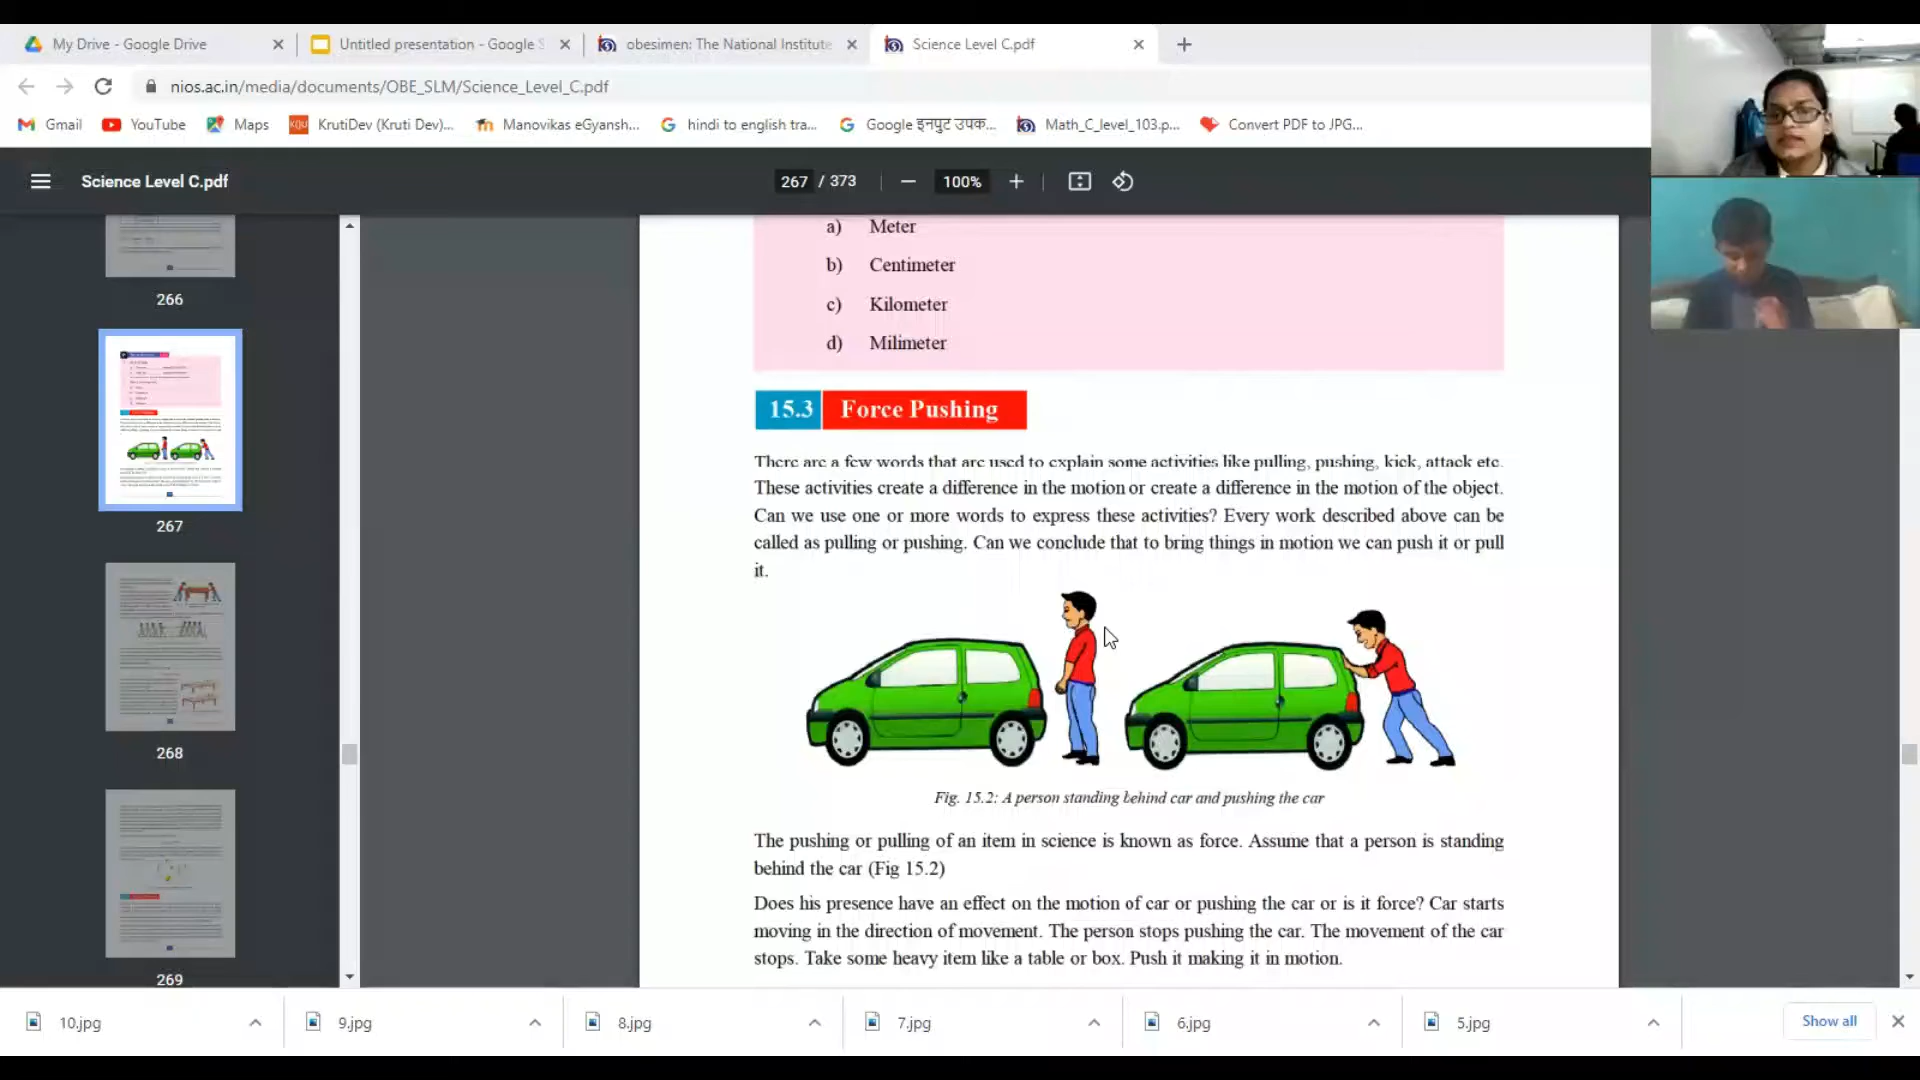 My Drive - Google Drive
Untitled presentation - Google S
obesimen: The National Institute
Science Level C.pdf
nios.ac.in/media/documents/OBE_SLM/Science_Level_C.pdf
Gmail
YouTube
Maps
KrutiDev (Kruti Dev)...
Manovikas eGyansh...
hindi to english tra...
Google इनपुट उपक...
Math_C_level_103.p...
Convert PDF to JPG...
Science Level C.pdf
267 / 373
100%
266
267
268
269
a) Meter
b) Centimeter
c) Kilometer
d) Milimeter
15.3 Force Pushing
There are a few words that are used to explain some activities like pulling, pushing, kick, attack etc.
These activities create a difference in the motion or create a difference in the motion of the object.
Can we use one or more words to express these activities? Every work described above can be
called as pulling or pushing. Can we conclude that to bring things in motion we can push it or pull
it.
Fig. 15.2: A person standing behind car and pushing the car
The pushing or pulling of an item in science is known as force. Assume that a person is standing
behind the car (Fig 15.2)
Does his presence have an effect on the motion of car or pushing the car or is it force? Car starts
moving in the direction of movement. The person stops pushing the car. The movement of the car
stops. Take some heavy item like a table or box. Push it making it in motion.
10.jpg
9.jpg
8.jpg
7.jpg
6.jpg
5.jpg
Show all